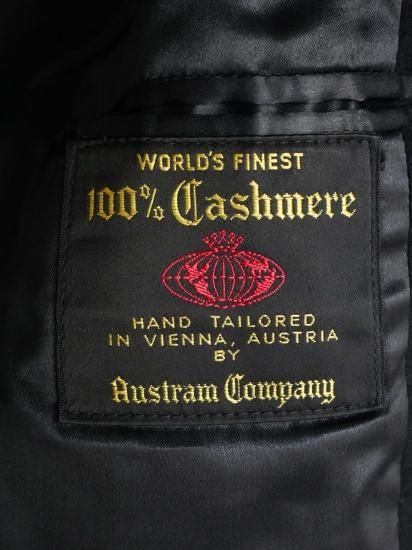 WORLD'S FINEST
100% Cashmere
HAND TAILORED
IN VIENNA, AUSTRIA
BY
Austram Company